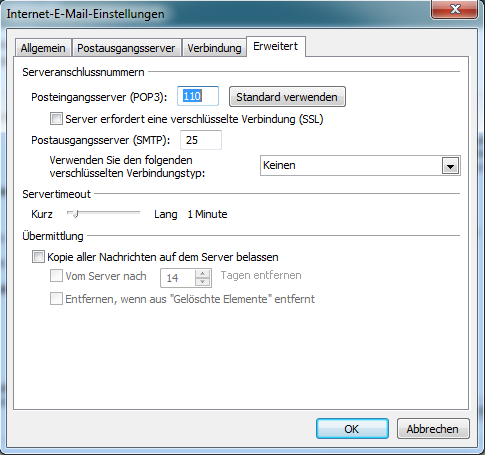 Internet-E-Mail-Einstellungen
Allgemein Postausgangsserver Verbindung Erweitert
Serveranschlussnummern
Posteingangsserver (POP3): 110 Standard verwenden
Server erfordert eine verschlüsselte Verbindung (SSL)
Postausgangsserver (SMTP): 25
Verwenden Sie den folgenden
verschlüsselten Verbindungstyp: Keinen
Servertimeout
Kurz Lang 1 Minute
Übermittlung
Kopie aller Nachrichten auf dem Server belassen
Vom Server nach 14 Tagen entfernen
Entfernen, wenn aus "Gelöschte Elemente" entfernt
OK Abbrechen